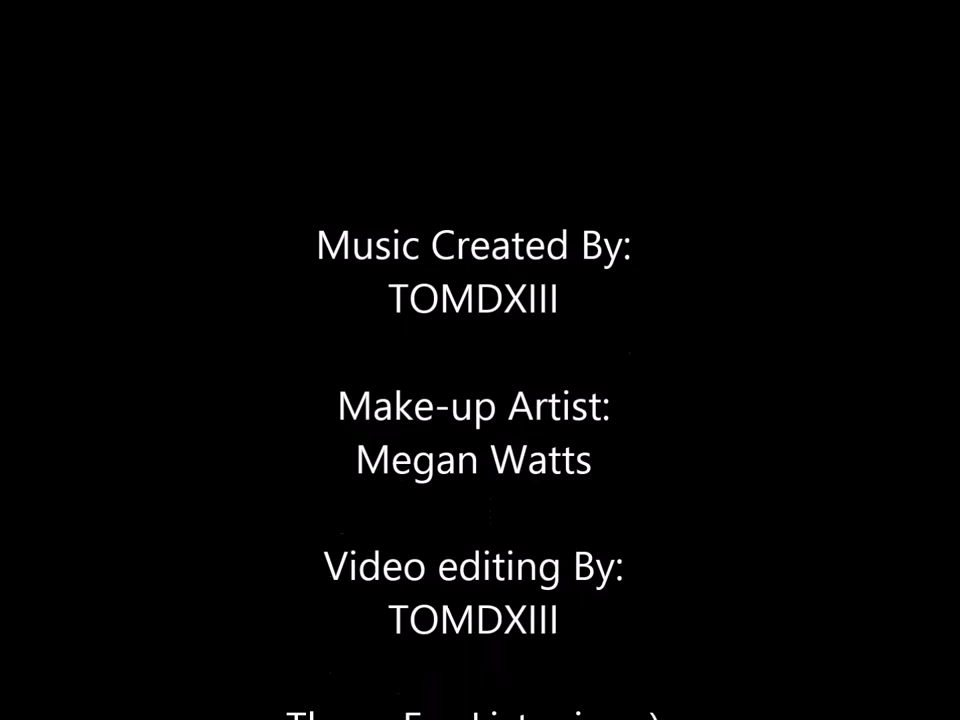 Music Created By:
TOMDXIII
Make-up Artist:
Megan Watts
Video editing By:
TOMDXIII